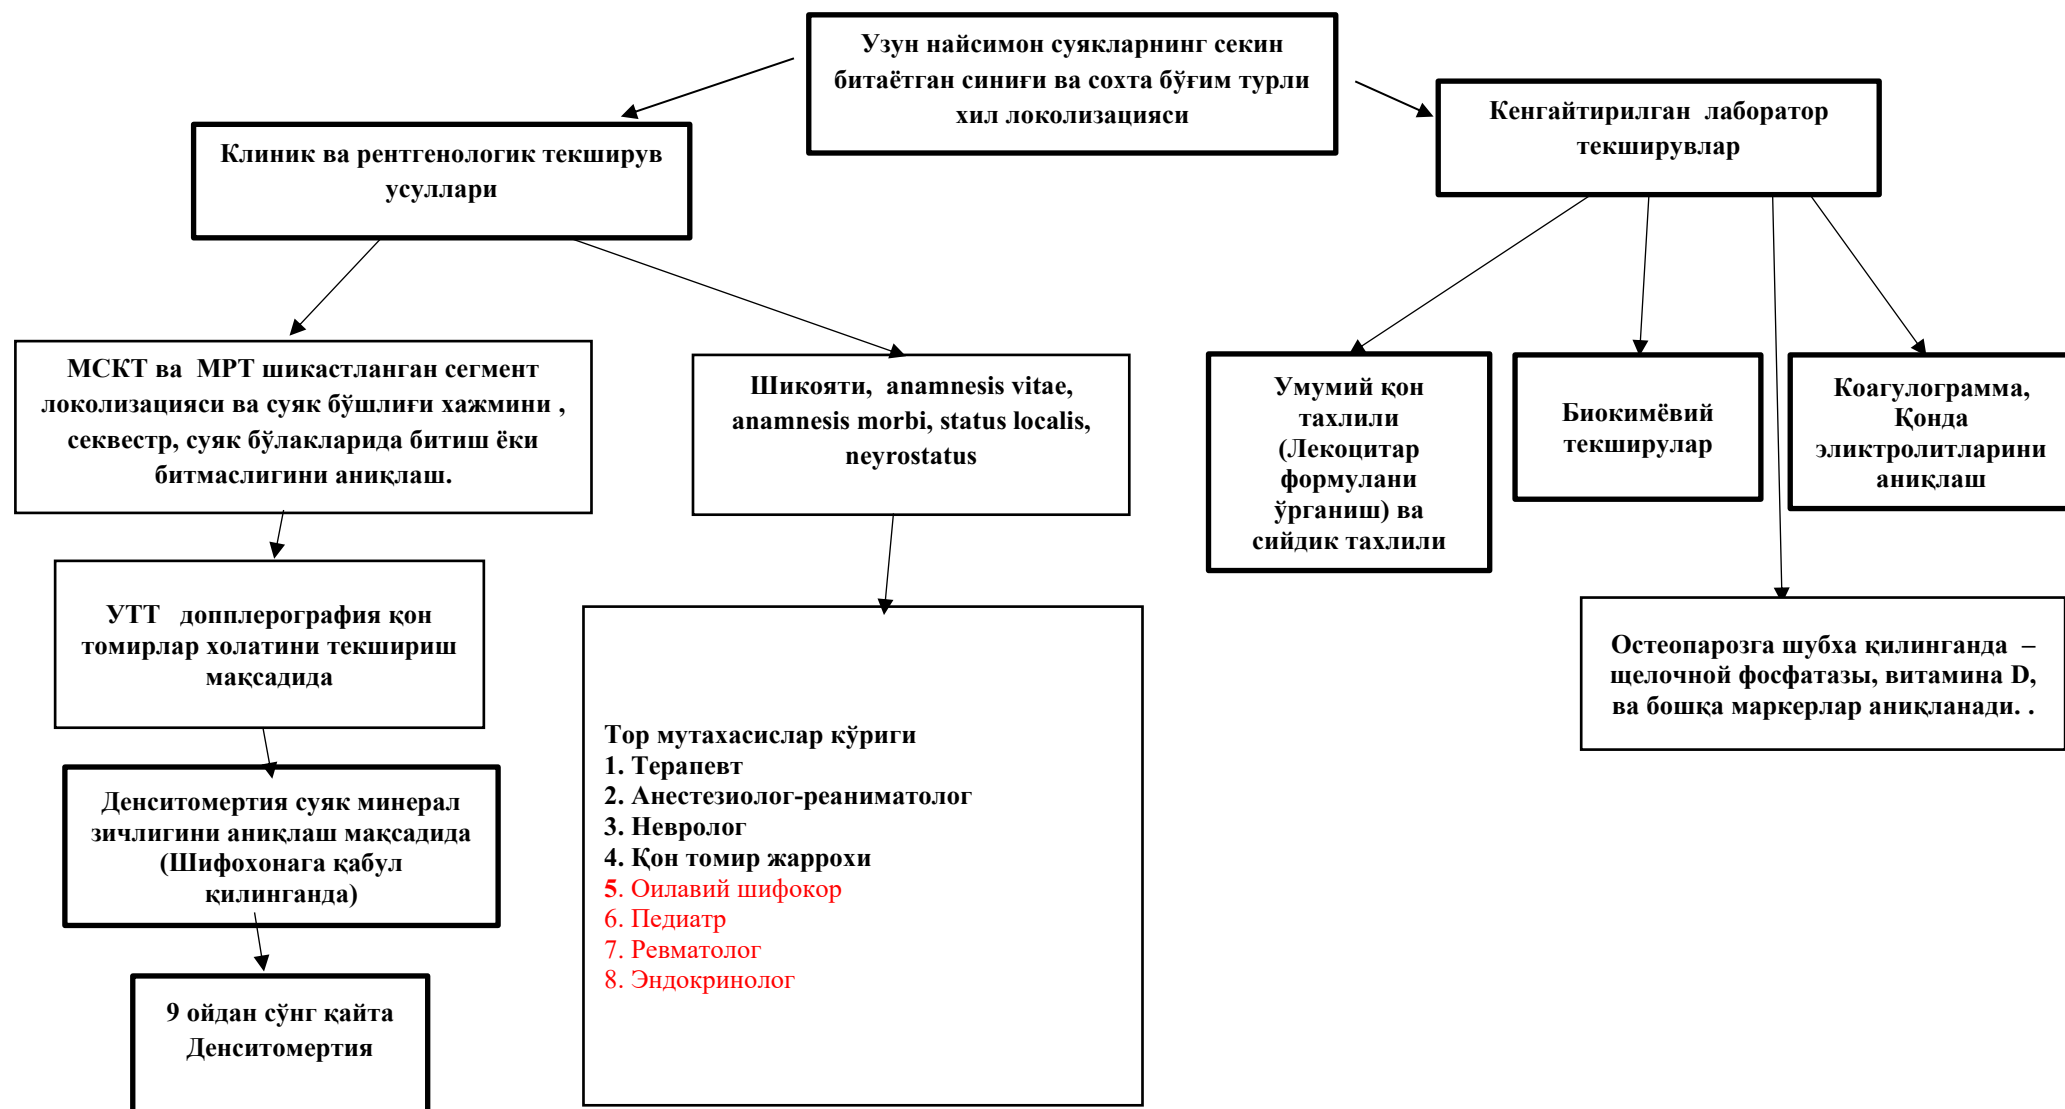 Узун найсимон суякларнинг секин
битаётган синиғи ва сохта бўғим турли
хил локолизацияси
Клиник ва рентгенологик текширув
усуллари
Кенгайтирилган лаборатор
текширувлар
МСКТ ва МРТ шикастланган сегмент
локолизацияси ва суяк бўшлиғи хажмини ,
секвестр, суяк бўлакларида битиш ёки
битмаслигини аниқлаш.
Шикояти, anamnesis vitae,
anamnesis morbi, status localis,
neyrostatus
Умумий қон
тахлили
(Лекоцитар
формулани
ўрганиш) ва
сийдик тахлили
Биокимёвий
текширулар
Коагулограмма,
Қонда
эликтролитларини
аниқлаш
УТТ допплерография қон
томирлар холатини текшириш
мақсадида
Остеопарозга шубха қилинганда –
щелочной фосфатазы, витамина D,
ва бошқа маркерлар аниқланади. .
Тор мутахасислар кўриги
1. Терапевт
2. Анестезиолог-реаниматолог
3. Невролог
4. Қон томир жаррохи
5. Оилавий шифокор
6. Педиатр
7. Ревматолог
8. Эндокринолог
Денситомертия суяк минерал
зичлигини аниқлаш мақсадида
(Шифохонага қабул
қилинганда)
9 ойдан сўнг қайта
Денситомертия